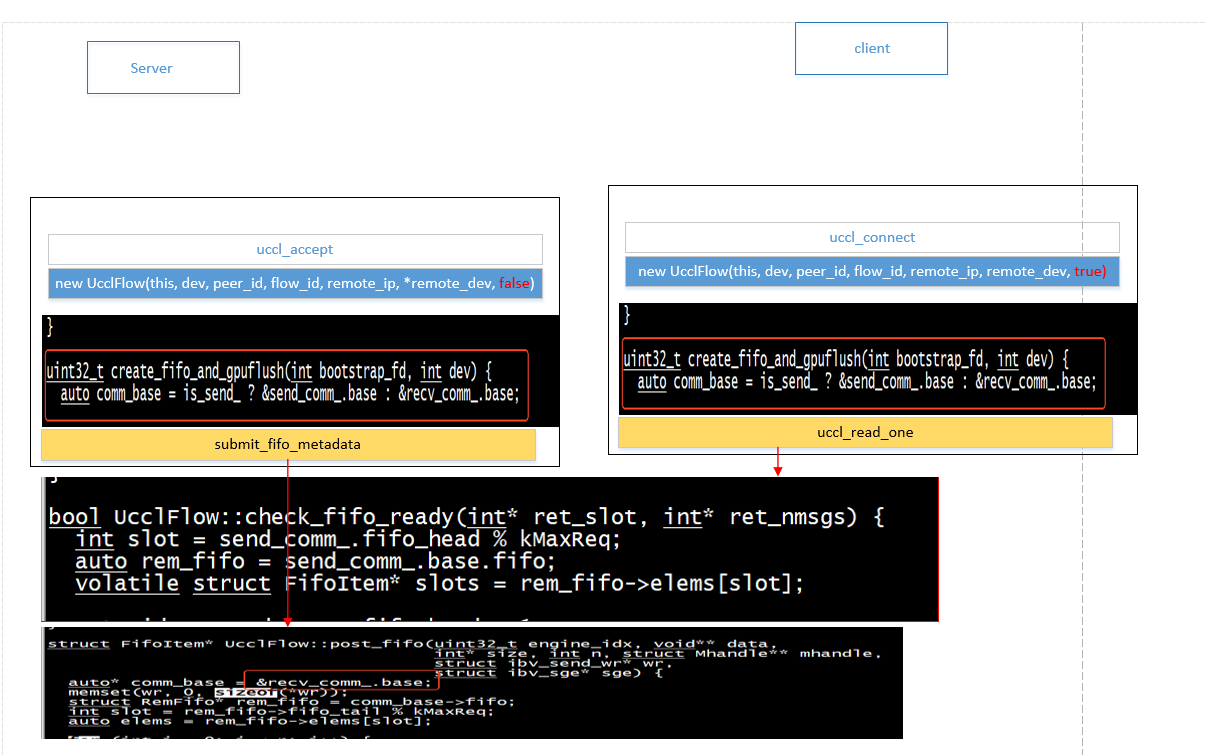 Server
client
uccl_accept
new UcclFlow(this, dev, peer_id, flow_id, remote_ip, *remote_dev, false)
}
uint32_t create_fifo_and_gpuflush(int bootstrap_fd, int dev) {
auto comm_base = is_send_ ? &send_comm_.base : &recv_comm_.base;
submit_fifo_metadata
uccl_connect
new UcclFlow(this, dev, peer_id, flow_id, remote_ip, remote_dev, true)
}
uint32_t create_fifo_and_gpuflush(int bootstrap_fd, int dev) {
auto comm_base = is_send_ ? &send_comm_.base : &recv_comm_.base;
uccl_read_one
}
bool UcclFlow::check_fifo_ready(int* ret_slot, int* ret_nmsgs) {
int slot = send_comm_.fifo_head % kMaxReq;
auto rem_fifo = send_comm_.base.fifo;
volatile struct FifoItem* slots = rem_fifo->elems[slot];
struct FifoItem* UcclFlow::post_fifo(uint32_t engine_idx, void** data,
int* size, int n, struct Mhandle** mhandle,
struct ibv_send_wr* wr,
struct ibv_sge* sge) {
auto* comm_base = &recv_comm_.base;
memset(wr, 0, sizeof(*wr));
struct RemFifo* rem_fifo = comm_base->fifo;
int slot = rem_fifo->fifo_tail % kMaxReq;
auto elems = rem_fifo->elems[slot];